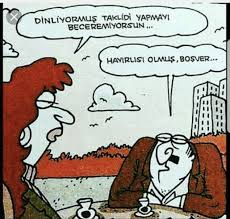 DİNLİYORMUŞ TAKLİDİ YAPMAYI
BECEREMİYORSUN...
HAYIRLISI OLMUŞ, BOŞVER...